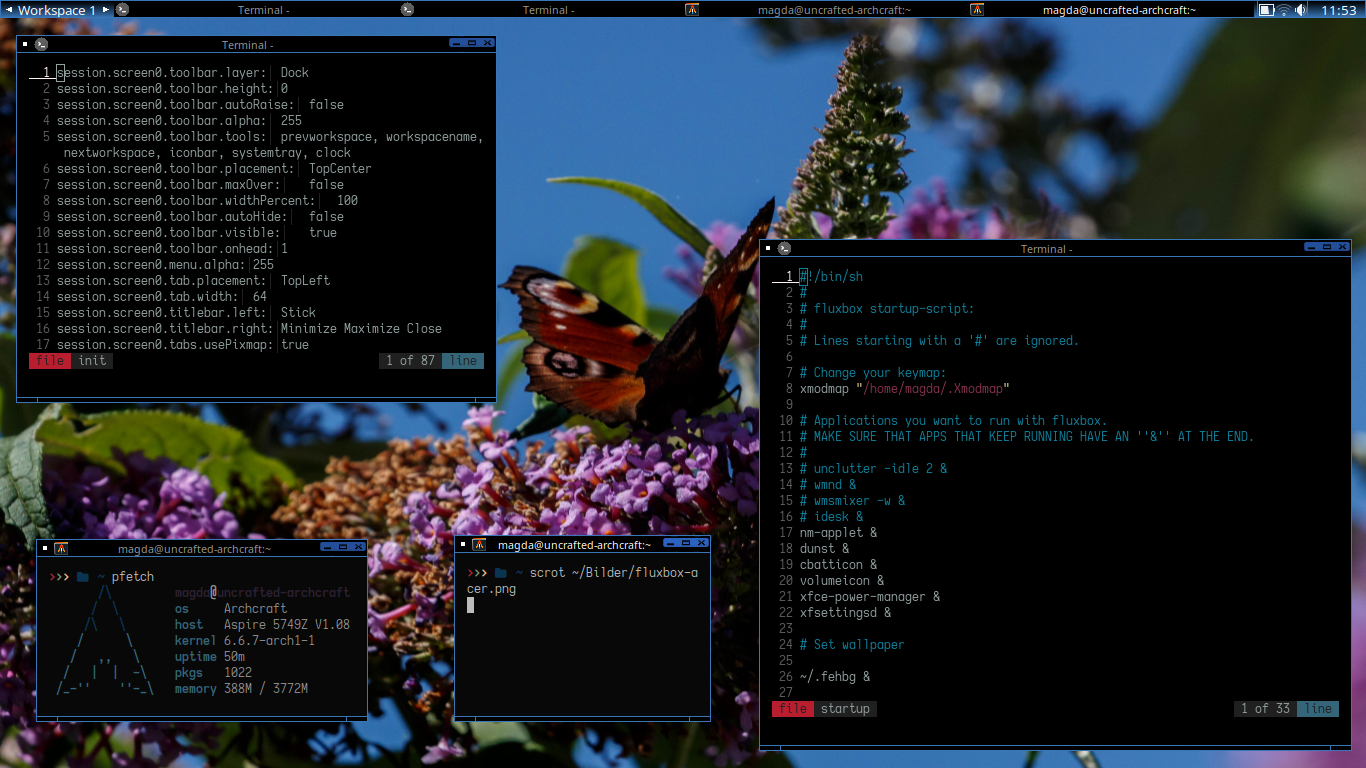 Workspace 1
Terminal -
Terminal -
magda@uncrafted-archcraft:~
magda@uncrafted-archcraft:~
11:53
Terminal -
1 session.screen0.toolbar.layer: Dock
2 session.screen0.toolbar.height: 0
3 session.screen0.toolbar.autoRaise: false
4 session.screen0.toolbar.alpha: 255
5 session.screen0.toolbar.tools: prevworkspace, workspacename,
nextworkspace, iconbar, systemtray, clock
6 session.screen0.toolbar.placement: TopCenter
7 session.screen0.toolbar.maxOver: false
8 session.screen0.toolbar.widthPercent: 100
9 session.screen0.toolbar.autoHide: false
10 session.screen0.toolbar.visible: true
11 session.screen0.toolbar.onhead: 1
12 session.screen0.menu.alpha: 255
13 session.screen0.tab.placement: TopLeft
14 session.screen0.tab.width: 64
15 session.screen0.titlebar.left: Stick
16 session.screen0.titlebar.right: Minimize Maximize Close
17 session.screen0.tabs.usePixmap: true
file init 1 of 87 line
Terminal -
1 #!/bin/sh
2 #
3 # fluxbox startup-script:
4 #
5 # Lines starting with a '#' are ignored.
6
7 # Change your keymap:
8 xmodmap "/home/magda/.Xmodmap"
9
10 # Applications you want to run with fluxbox.
11 # MAKE SURE THAT APPS THAT KEEP RUNNING HAVE AN ''&'' AT THE END.
12 #
13 # unclutter -idle 2 &
14 # wmnd &
15 # wmsmixer -w &
16 # idesk &
17 nm-applet &
18 dunst &
19 cbatticon &
20 volumeicon &
21 xfce-power-manager &
22 xfsettingsd &
23
24 # Set wallpaper
25
26 ~/.fehbg &
27
file startup 1 of 33 line
magda@uncrafted-archcraft:~
~ pfetch
magda@uncrafted-archcraft
os Archcraft
host Aspire 5749Z V1.08
kernel 6.6.7-arch1-1
uptime 50m
pkgs 1022
memory 388M / 3772M
magda@uncrafted-archcraft:~
~ scrot ~/Bilder/fluxbox-a
cer.png